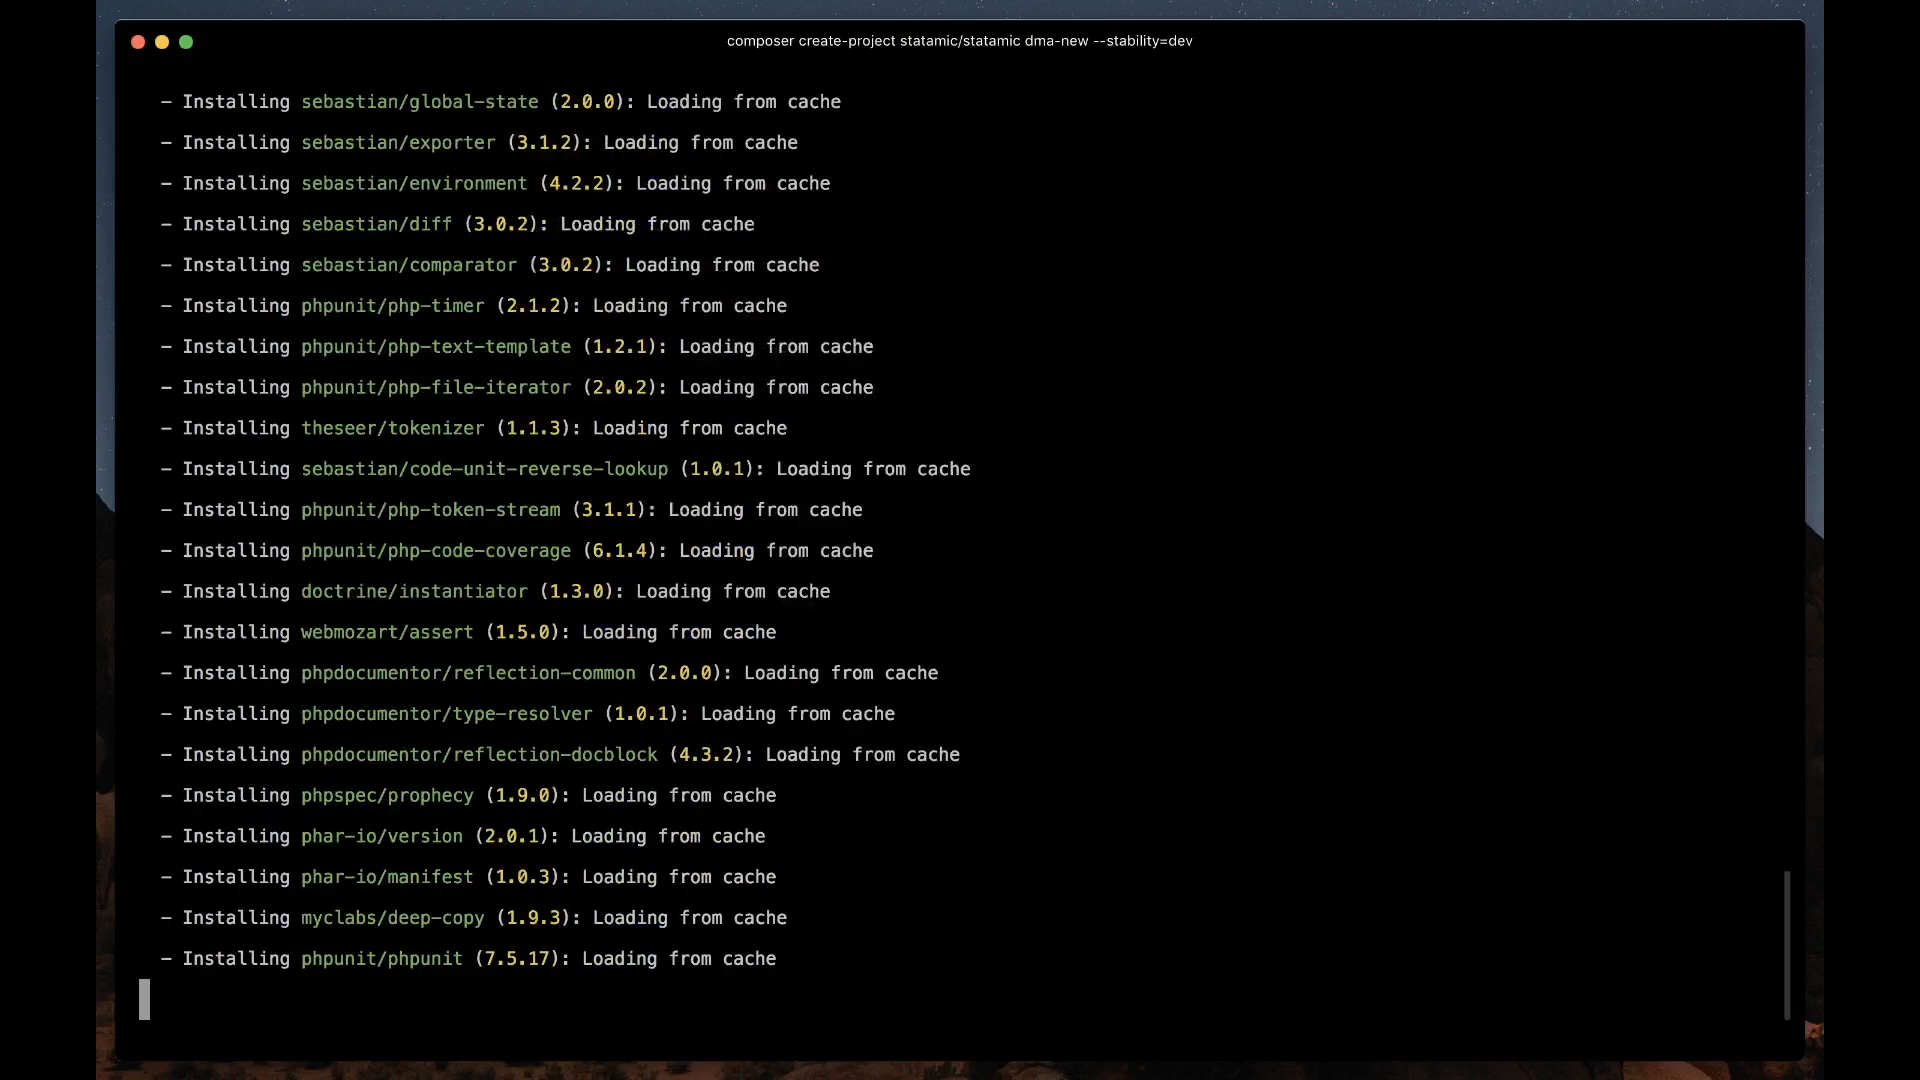 composer create-project statamic/statamic dma-new --stability=dev
– Installing sebastian/global-state (2.0.0): Loading from cache
– Installing sebastian/exporter (3.1.2): Loading from cache
– Installing sebastian/environment (4.2.2): Loading from cache
– Installing sebastian/diff (3.0.2): Loading from cache
– Installing sebastian/comparator (3.0.2): Loading from cache
– Installing phpunit/php-timer (2.1.2): Loading from cache
– Installing phpunit/php-text-template (1.2.1): Loading from cache
– Installing phpunit/php-file-iterator (2.0.2): Loading from cache
– Installing theseer/tokenizer (1.1.3): Loading from cache
– Installing sebastian/code-unit-reverse-lookup (1.0.1): Loading from cache
– Installing phpunit/php-token-stream (3.1.1): Loading from cache
– Installing phpunit/php-code-coverage (6.1.4): Loading from cache
– Installing doctrine/instantiator (1.3.0): Loading from cache
– Installing webmozart/assert (1.5.0): Loading from cache
– Installing phpdocumentor/reflection-common (2.0.0): Loading from cache
– Installing phpdocumentor/type-resolver (1.0.1): Loading from cache
– Installing phpdocumentor/reflection-docblock (4.3.2): Loading from cache
– Installing phpspec/prophecy (1.9.0): Loading from cache
– Installing phar-io/version (2.0.1): Loading from cache
– Installing phar-io/manifest (1.0.3): Loading from cache
– Installing myclabs/deep-copy (1.9.3): Loading from cache
– Installing phpunit/phpunit (7.5.17): Loading from cache